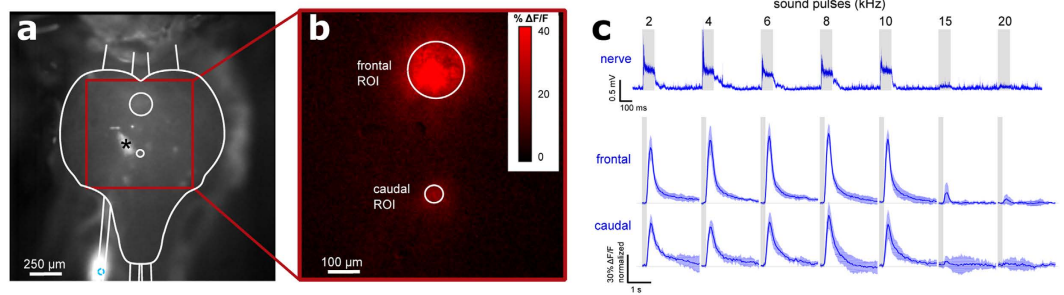 a
*
250 µm
b
frontal
ROI
caudal
ROI
100 µm
% ΔF/F
40
20
0
c
sound pulses (kHz)
2 4 6 8 10 15 20
nerve
0.5 mV
100 ms
frontal
caudal
30% ΔF/F
normalized
1 s